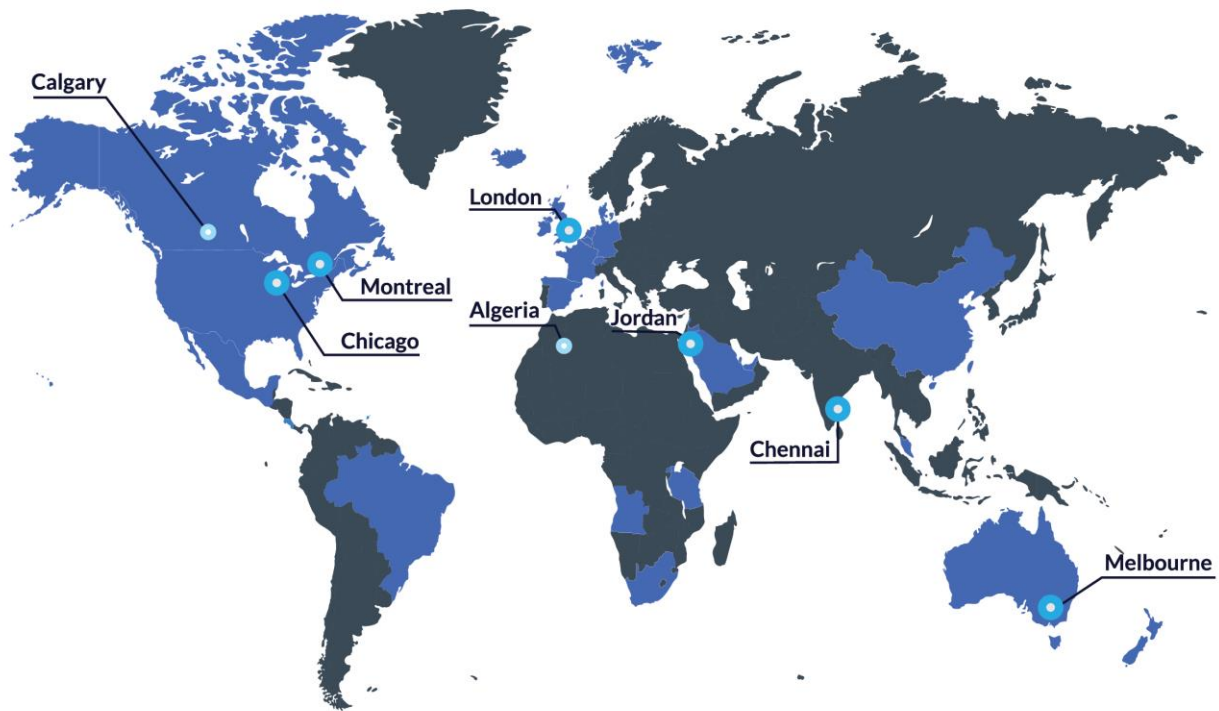 Calgary
London
Montreal
Algeria
Jordan
Chicago
Chennai
Melbourne